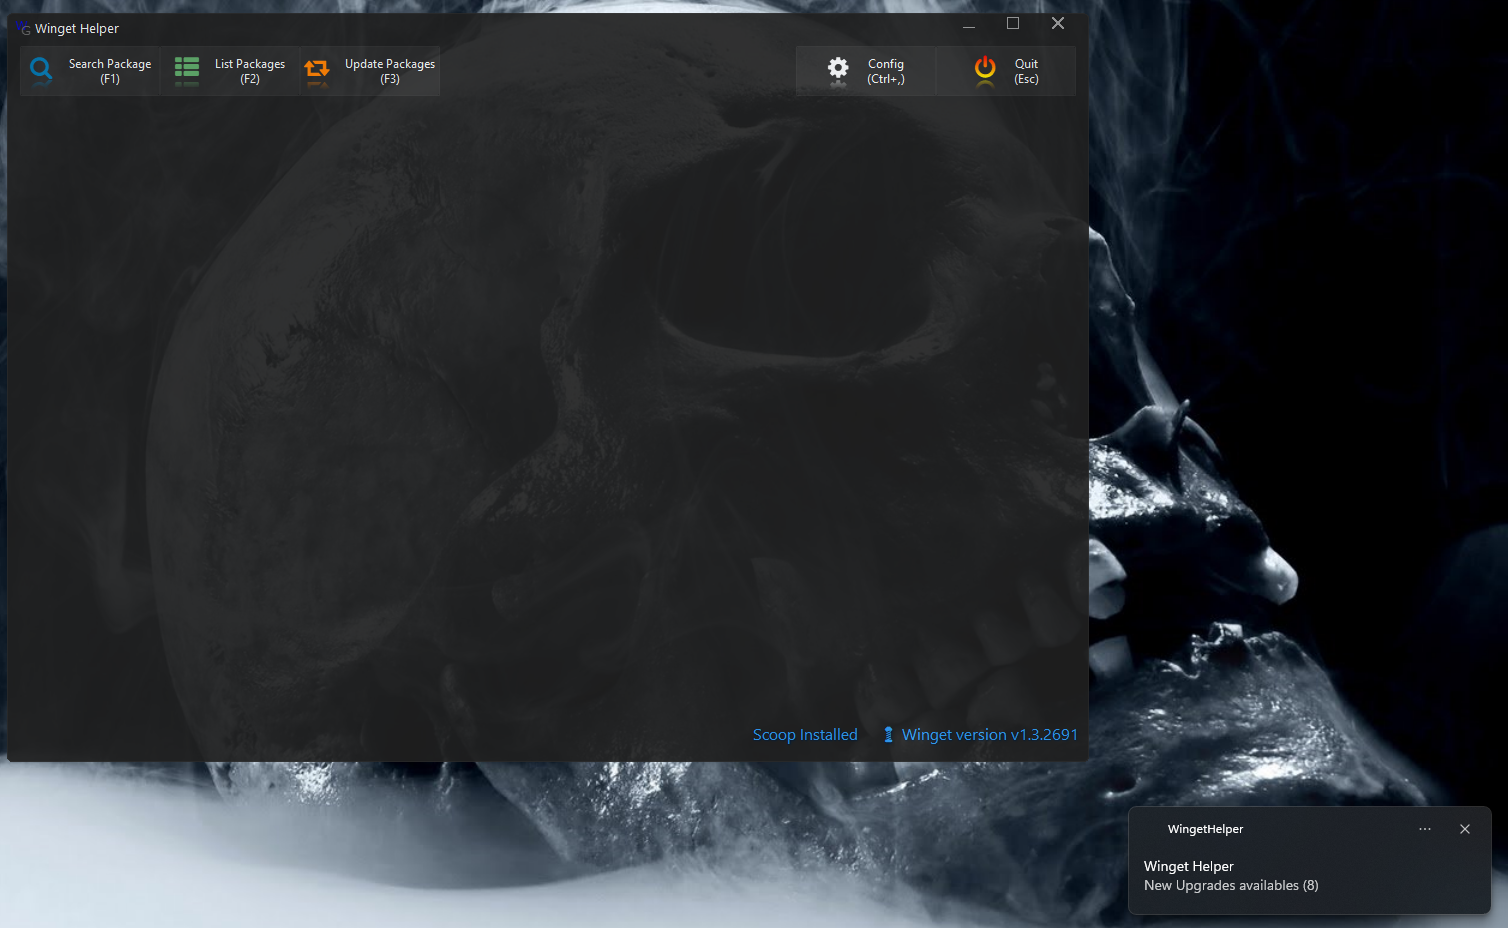 Winget Helper
Search Package
(F1)
List Packages
(F2)
Update Packages
(F3)
Config
(Ctrl+,)
Quit
(Esc)
Scoop Installed
Winget version v1.3.2691
WingetHelper
Winget Helper
New Upgrades availables (8)